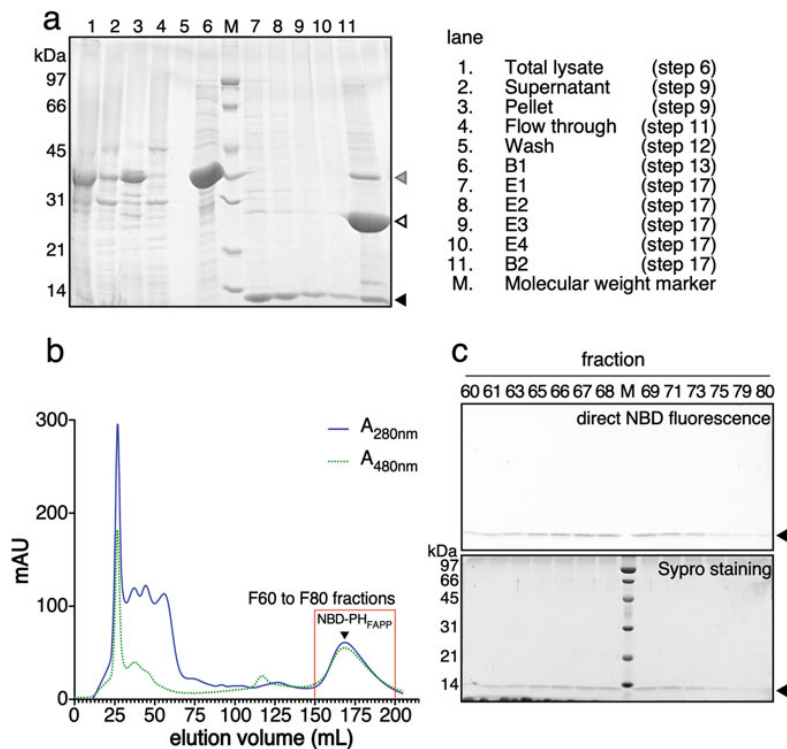 a
1 2 3 4 5 6 M 7 8 9 10 11
kDa
97
66
45
31
21
14
lane
1. Total lysate (step 6)
2. Supernatant (step 9)
3. Pellet (step 9)
4. Flow through (step 11)
5. Wash (step 12)
6. B1 (step 13)
7. E1 (step 17)
8. E2 (step 17)
9. E3 (step 17)
10. E4 (step 17)
11. B2 (step 17)
M. Molecular weight marker
b
300
200
100
0
mAU
A280nm
A480nm
F60 to F80 fractions
NBD-PHFAPP
0 25 50 75 100 125 150 175 200
elution volume (mL)
c
fraction
60 61 63 65 66 67 68 M 69 71 73 75 79 80
direct NBD fluorescence
kDa
97
66
45
31
21
14
Sypro staining